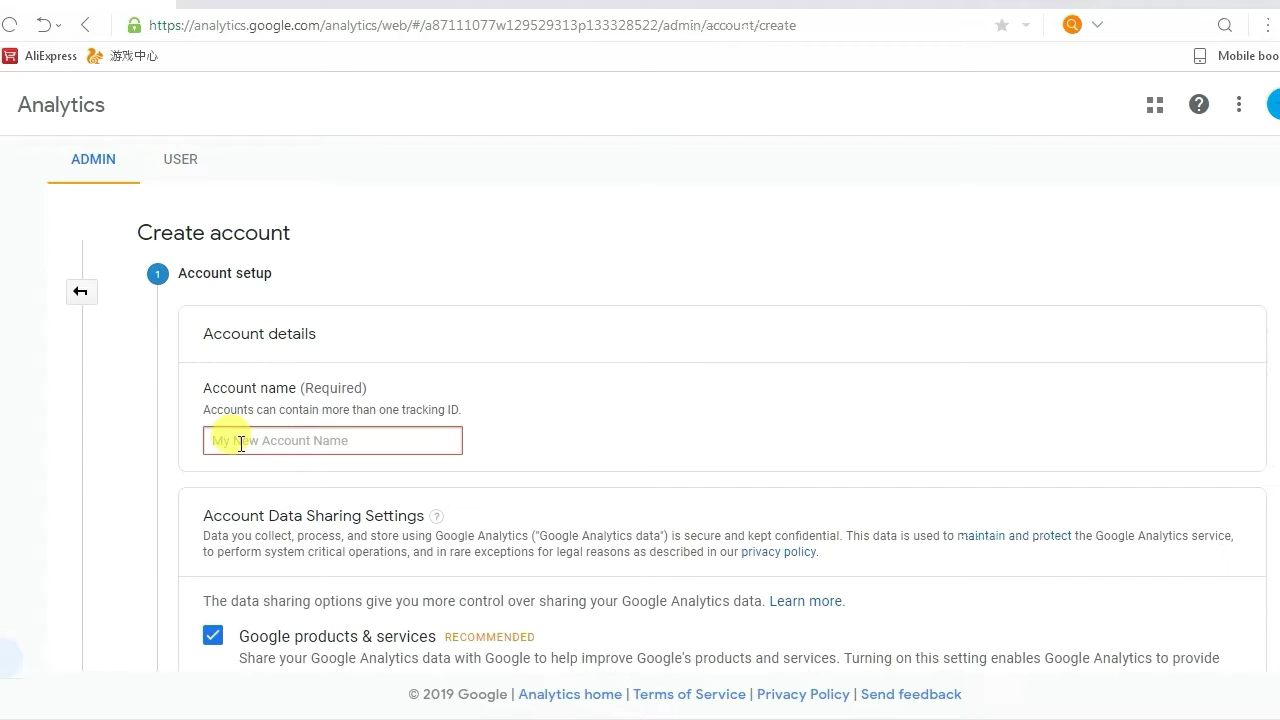 https://analytics.google.com/analytics/web/#/a87111077w129529313p133328522/admin/account/create
AliExpress 游戏中心 Mobile boo
Analytics
ADMIN USER
Create account
1 Account setup
Account details
Account name (Required)
Accounts can contain more than one tracking ID.
My New Account Name
Account Data Sharing Settings ?
Data you collect, process, and store using Google Analytics ("Google Analytics data") is secure and kept confidential. This data is used to maintain and protect the Google Analytics service,
to perform system critical operations, and in rare exceptions for legal reasons as described in our privacy policy.
The data sharing options give you more control over sharing your Google Analytics data. Learn more.
Google products & services RECOMMENDED
Share your Google Analytics data with Google to help improve Google's products and services. Turning on this setting enables Google Analytics to provide
© 2019 Google | Analytics home | Terms of Service | Privacy Policy | Send feedback